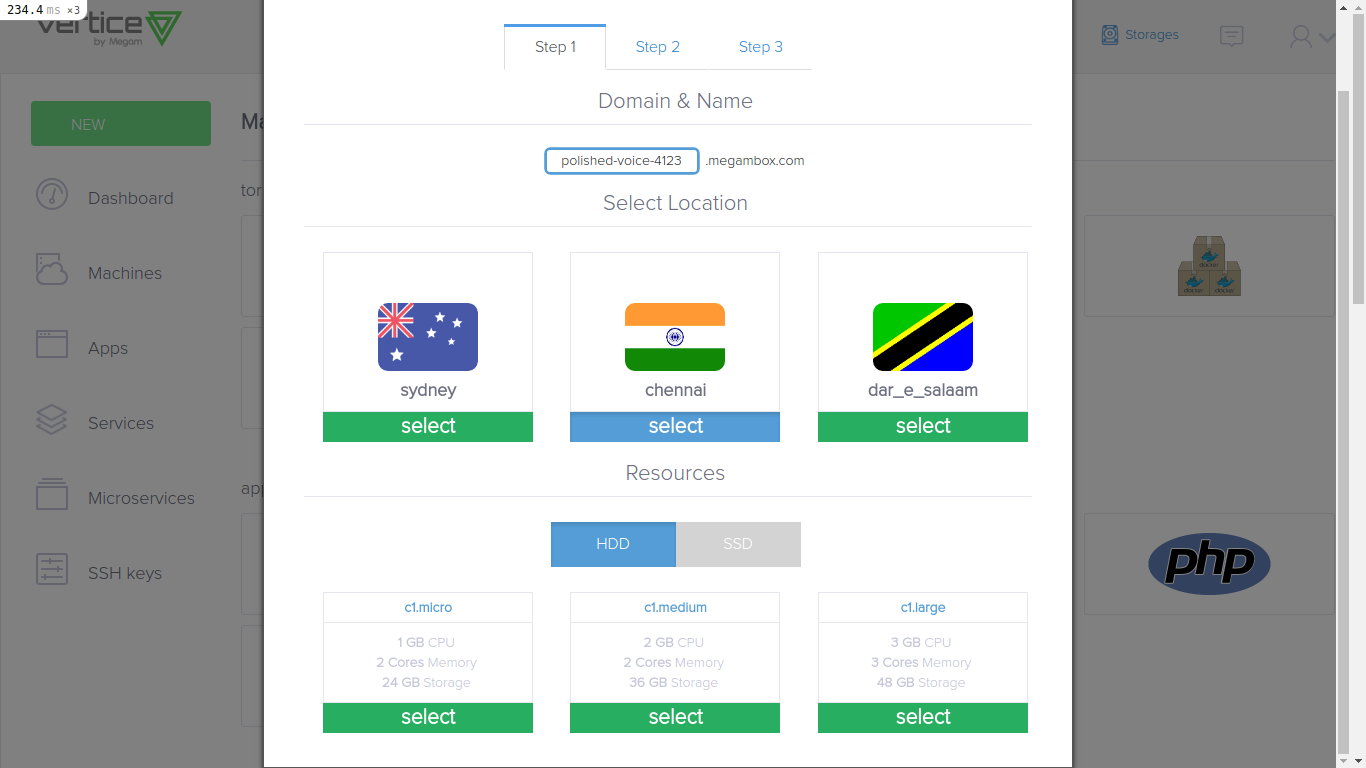 234.4 ms ×3
vertice
by Megam
Storages
Step 1 Step 2 Step 3
Domain & Name
NEW
polished-voice-4123 .megambox.com
Dashboard
Select Location
Machines
Apps
sydney chennai dar_e_salaam
select select select
Services
Resources
Microservices
HDD SSD
SSH keys
php
c1.micro c1.medium c1.large
1 GB CPU 2 GB CPU 3 GB CPU
2 Cores Memory 2 Cores Memory 3 Cores Memory
24 GB Storage 36 GB Storage 48 GB Storage
select select select